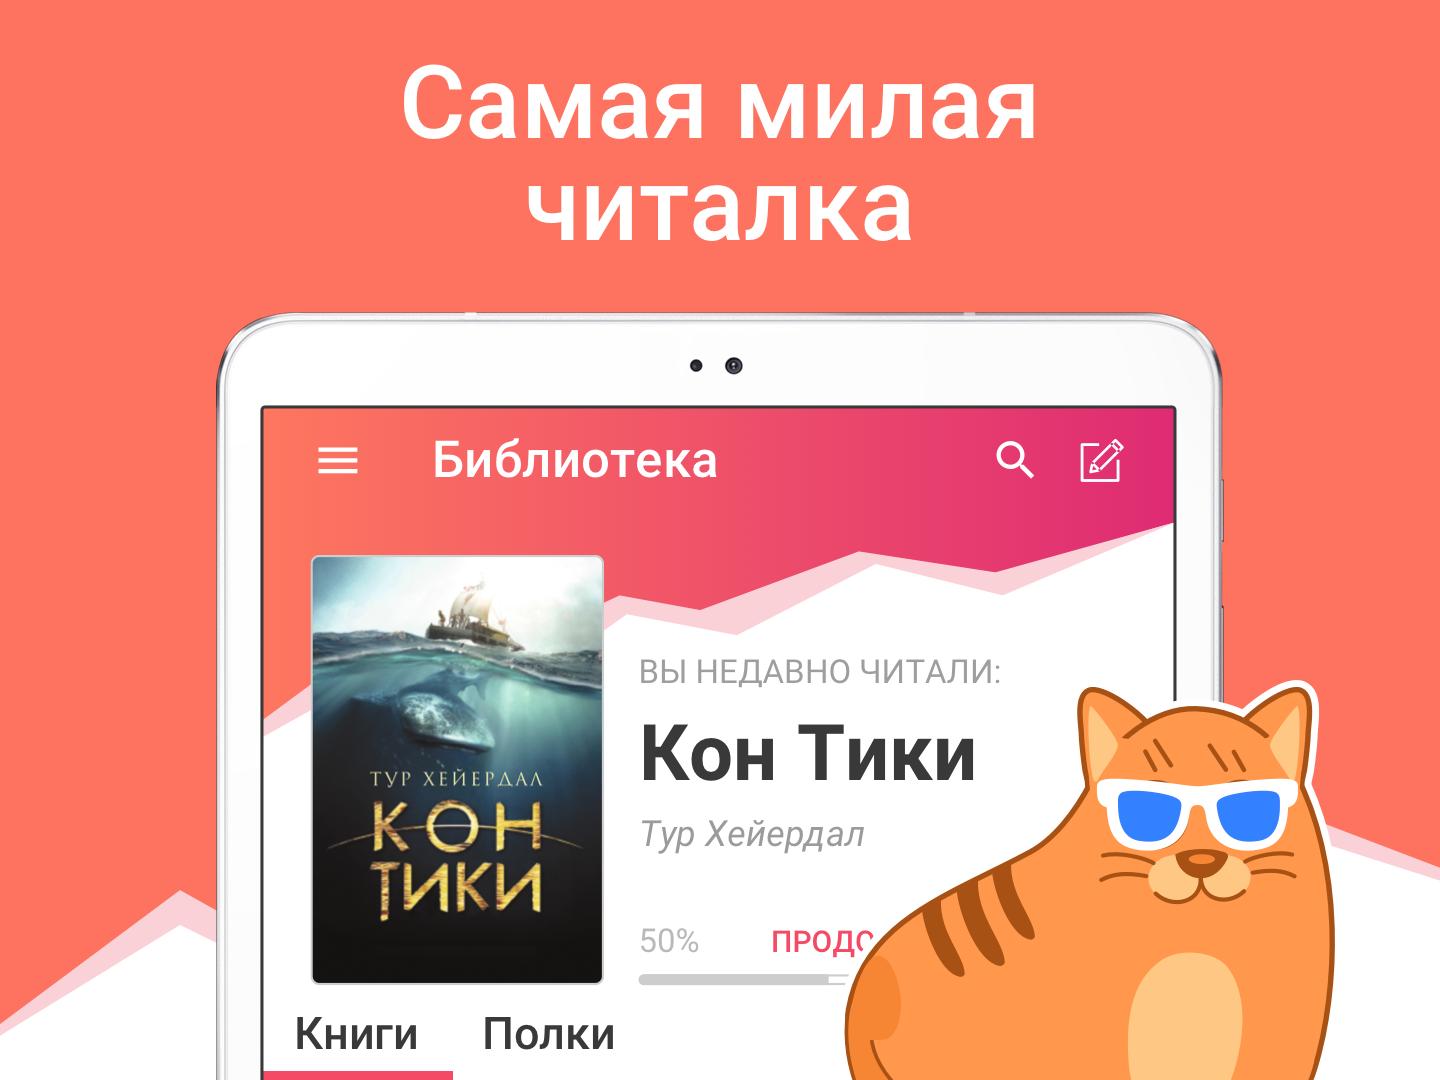 Самая милая
читалка
Библиотека
ВЫ НЕДАВНО ЧИТАЛИ:
Кон Тики
Тур Хейердал
ТУР ХЕЙЕРДАЛ
КОН
ТИКИ
50%
Книги Полки